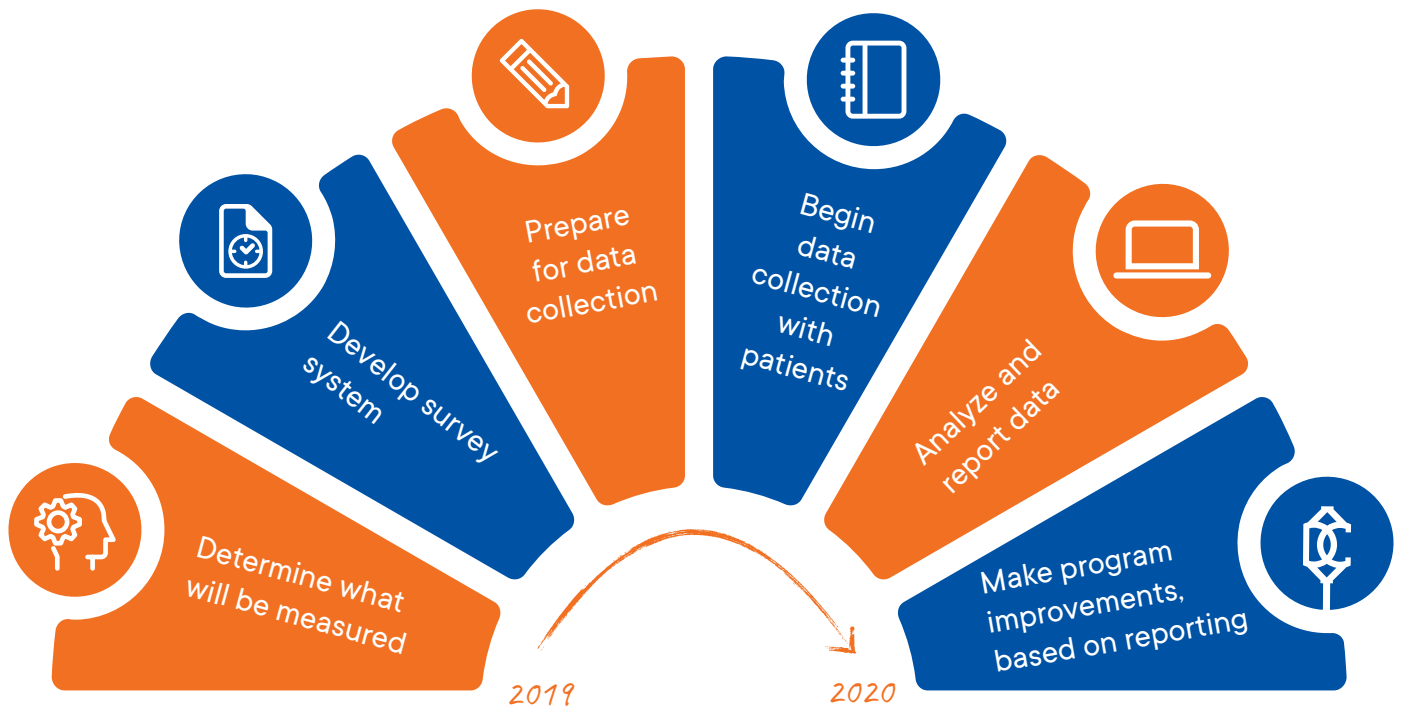 Determine what
will be measured
Develop survey
system
Prepare
for data
collection
Begin
data
collection
with
patients
Analyze and
report data
Make program
improvements,
based on reporting
DC
2019
2020